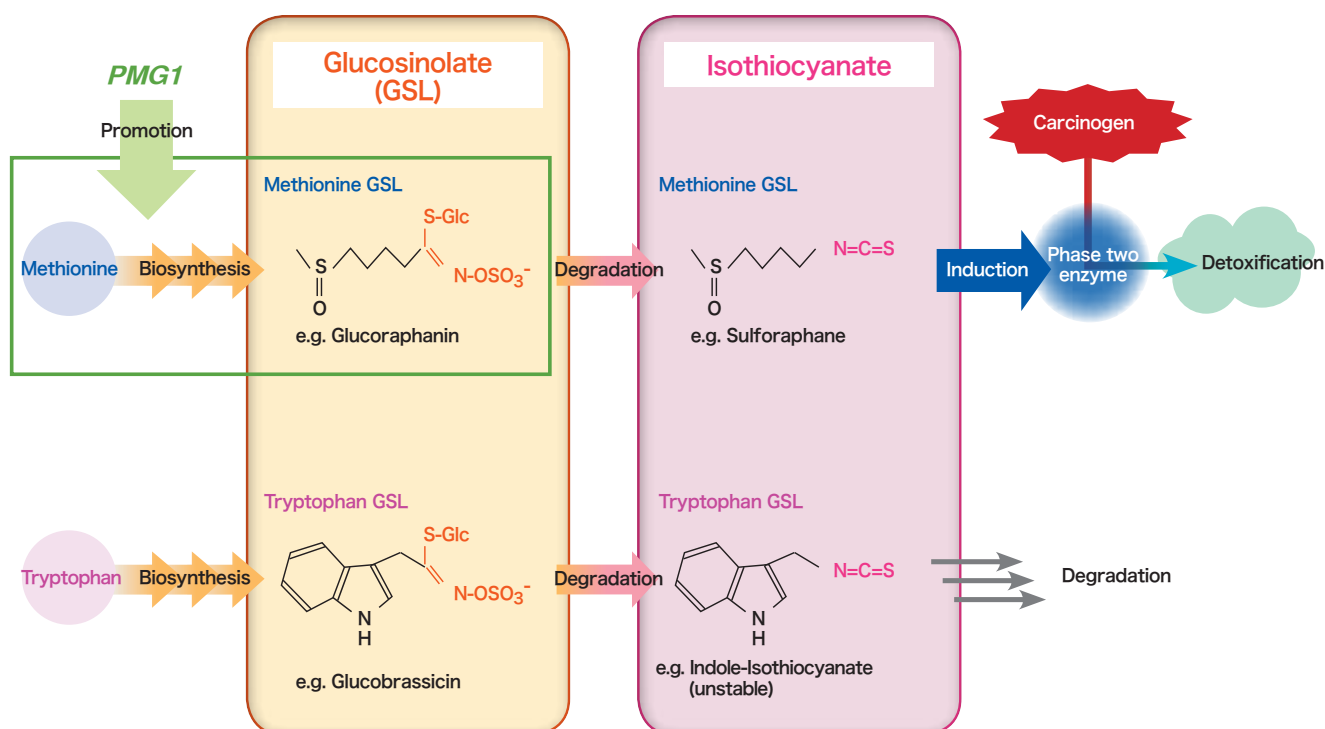 PMG1
Promotion
Glucosinolate
(GSL)
Isothiocyanate
Carcinogen
Methionine GSL
Methionine GSL
S-Glc
N-OSO3-
N=C=S
S
O
S
O
Methionine
Biosynthesis
Degradation
Induction
Phase two
enzyme
Detoxification
e.g. Glucoraphanin
e.g. Sulforaphane
Tryptophan GSL
Tryptophan GSL
S-Glc
N-OSO3-
N=C=S
N
H
N
H
Tryptophan
Biosynthesis
Degradation
Degradation
e.g. Glucobrassicin
e.g. Indole-Isothiocyanate
(unstable)